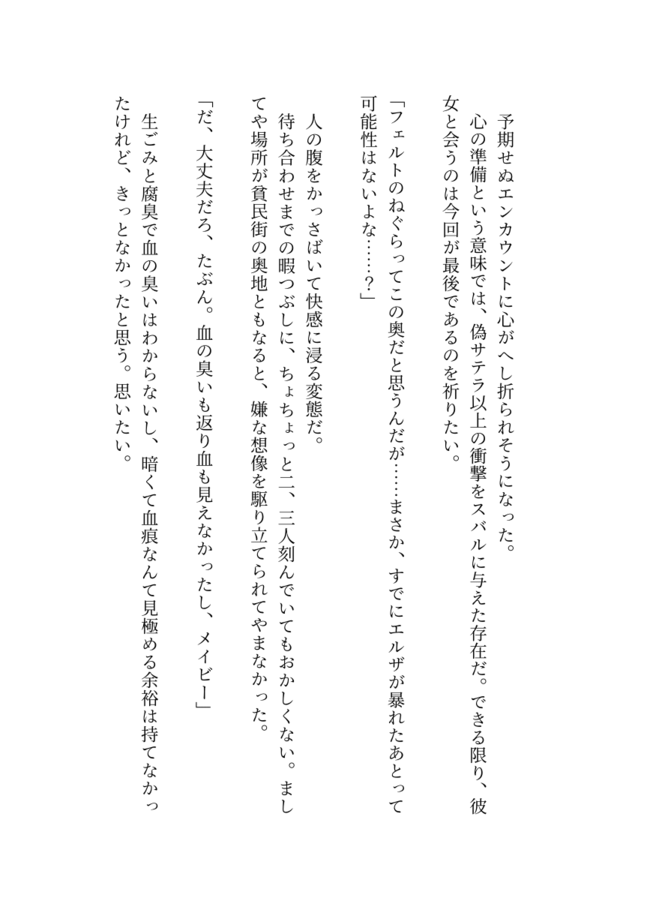 予期せぬエンカウントに心がへし折られそうになった。
心の準備という意味では、偽サテラ以上の衝撃をスバルに与えた存在だ。できる限り、彼
女と会うのは今回が最後であるのを祈りたい。
「フェルトのねぐらってこの奥だと思うんだが……まさか、すでにエルザが暴れたあとって
可能性はないよな……？」
人の腹をかっさばいて快感に浸る変態だ。
待ち合わせまでの暇つぶしに、ちょちょっと二、三人刻んでいてもおかしくない。まし
てや場所が貧民街の奥地ともなると、嫌な想像を駆り立てられてやまなかった。
「だ、大丈夫だろ、たぶん。血の臭いも返り血も見えなかったし、メイビー」
生ごみと腐臭で血の臭いはわからないし、暗くて血痕なんて見極める余裕は持てなかっ
たけれど、きっとなかったと思う。思いたい。